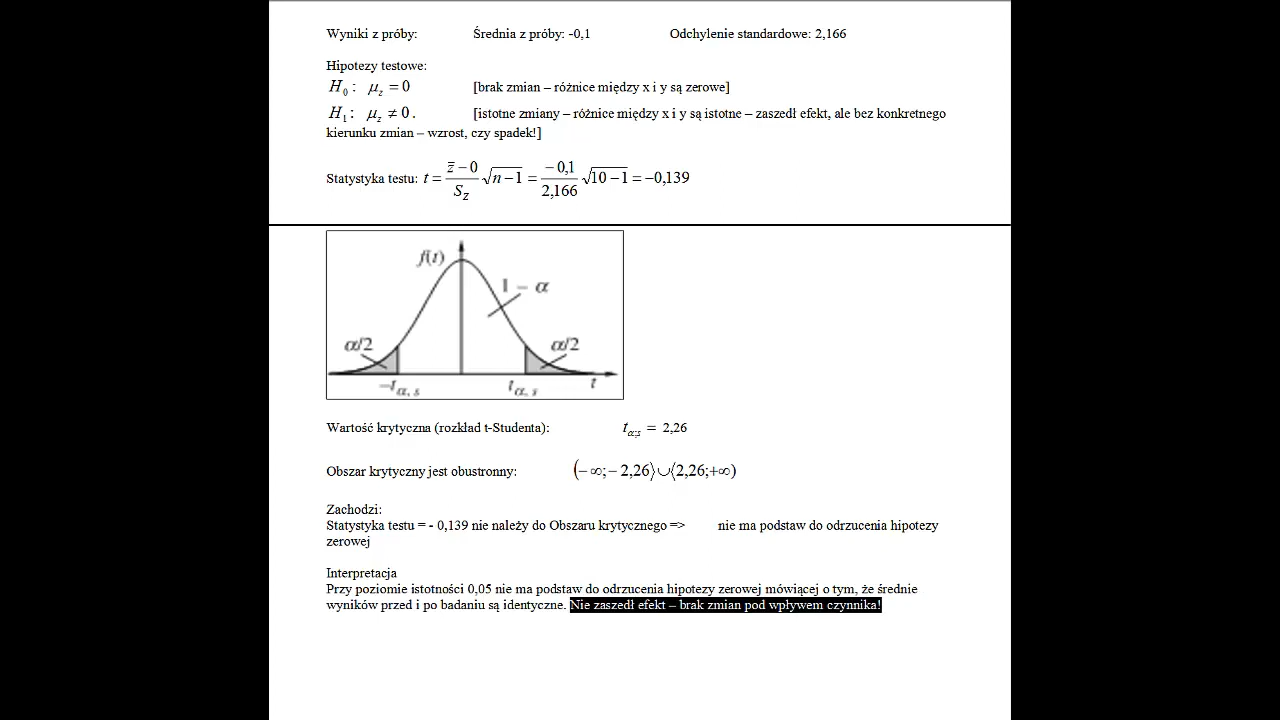 Wyniki z próby: Średnia z próby: -0,1 Odchylenie standardowe: 2,166
Hipotezy testowe:
H₀ : μ_z = 0 [brak zmian – różnice między x i y są zerowe]
H₁ : μ_z ≠ 0 . [istotne zmiany – różnice między x i y są istotne – zaszedł efekt, ale bez konkretnego
kierunku zmian – wzrost, czy spadek!]
Statystyka testu: t = (z̄ − 0)/S_Z √(n − 1) = (−0,1)/(2,166) √(10 − 1) = −0,139
f(t)
1 − α
α/2 α/2
−t_α, s t_α, s t
Wartość krytyczna (rozkład t-Studenta): t_α;s = 2,26
Obszar krytyczny jest obustronny: (− ∞;− 2,26⟩∪⟨2,26;+∞)
Zachodzi:
Statystyka testu = - 0,139 nie należy do Obszaru krytycznego => nie ma podstaw do odrzucenia hipotezy
zerowej
Interpretacja
Przy poziomie istotności 0,05 nie ma podstaw do odrzucenia hipotezy zerowej mówiącej o tym, że średnie
wyników przed i po badaniu są identyczne. Nie zaszedł efekt – brak zmian pod wpływem czynnika!